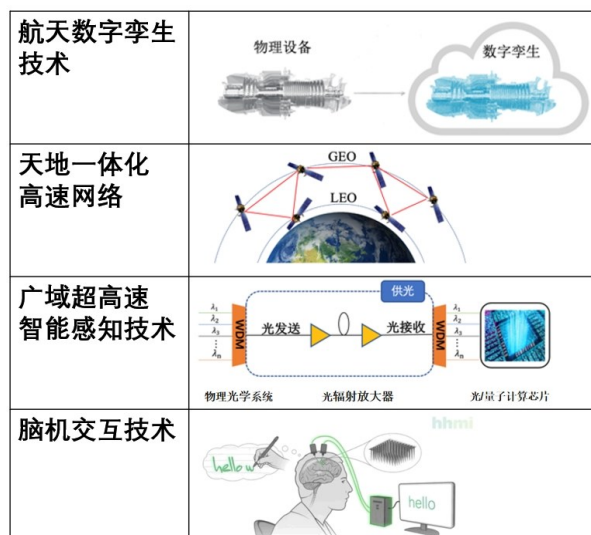 航天数字孪生
技术
物理设备
数字孪生
天地一体化
高速网络
GEO
LEO
广域超高速
智能感知技术
供光
λ1
λ2
λ3
λn
WDM
光发送
光接收
WDM
λ1
λ2
λ3
λn
物理光学系统
光辐射放大器
光/量子计算芯片
脑机交互技术
hhmi
hello w
hello